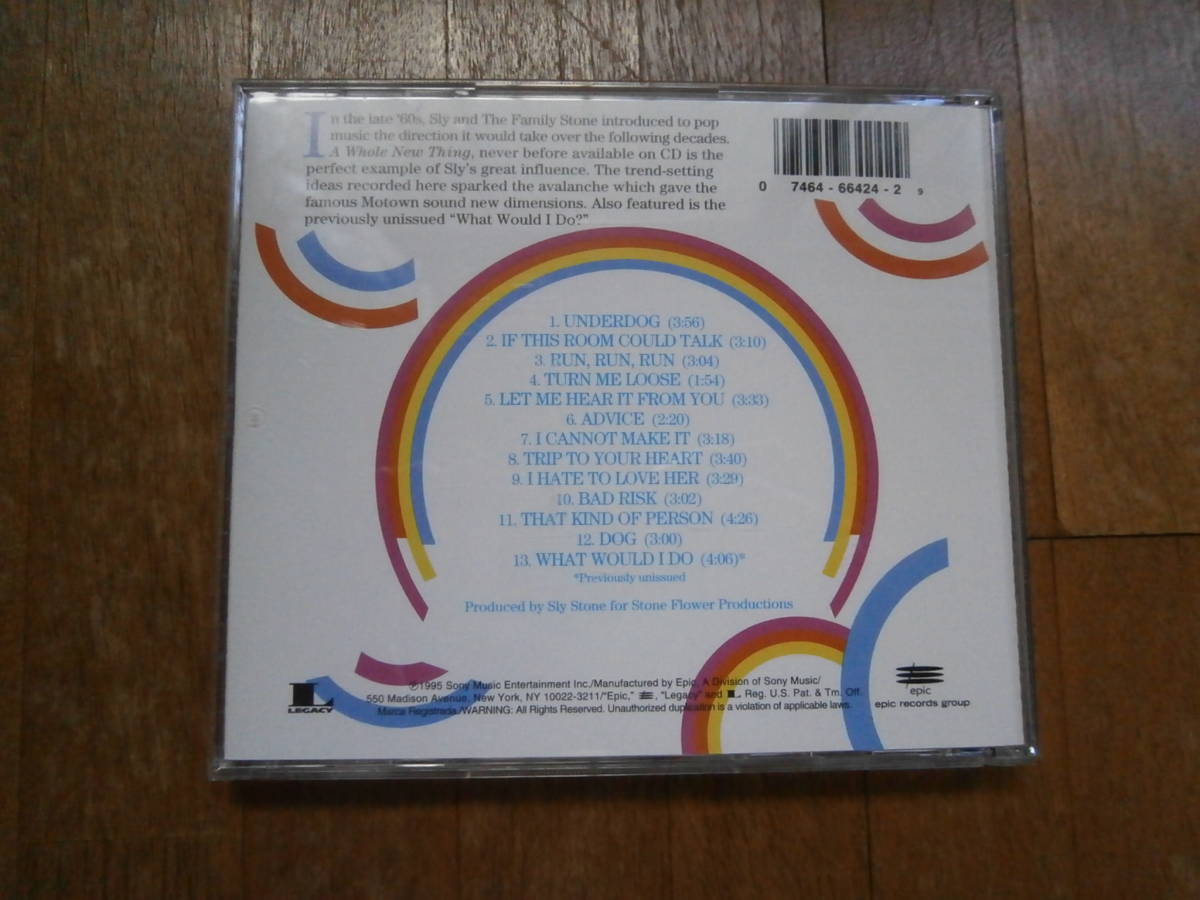 In the late '60s, Sly and The Family Stone introduced to pop
music the direction it would take over the following decades.
A Whole New Thing, never before available on CD is the
perfect example of Sly's great influence. The trend-setting
ideas recorded here sparked the avalanche which gave the
famous Motown sound new dimensions. Also featured is the
previously unissued "What Would I Do?"
0 7464-66424-2 9
1. UNDERDOG (3:56)
2. IF THIS ROOM COULD TALK (3:10)
3. RUN, RUN, RUN (3:04)
4. TURN ME LOOSE (1:54)
5. LET ME HEAR IT FROM YOU (3:33)
6. ADVICE (2:20)
7. I CANNOT MAKE IT (3:18)
8. TRIP TO YOUR HEART (3:40)
9. I HATE TO LOVE HER (3:29)
10. BAD RISK (3:02)
11. THAT KIND OF PERSON (4:26)
12. DOG (3:00)
13. WHAT WOULD I DO (4:06)*
*Previously unissued
Produced by Sly Stone for Stone Flower Productions
L
LEGACY
℗1995 Sony Music Entertainment Inc./Manufactured by Epic, A Division of Sony Music/
550 Madison Avenue, New York, NY 10022-3211/"Epic," , "Legacy" and L Reg. U.S. Pat. & Tm. Off.
Marca Registrada./WARNING: All Rights Reserved. Unauthorized duplication is a violation of applicable laws.
epic
epic records group